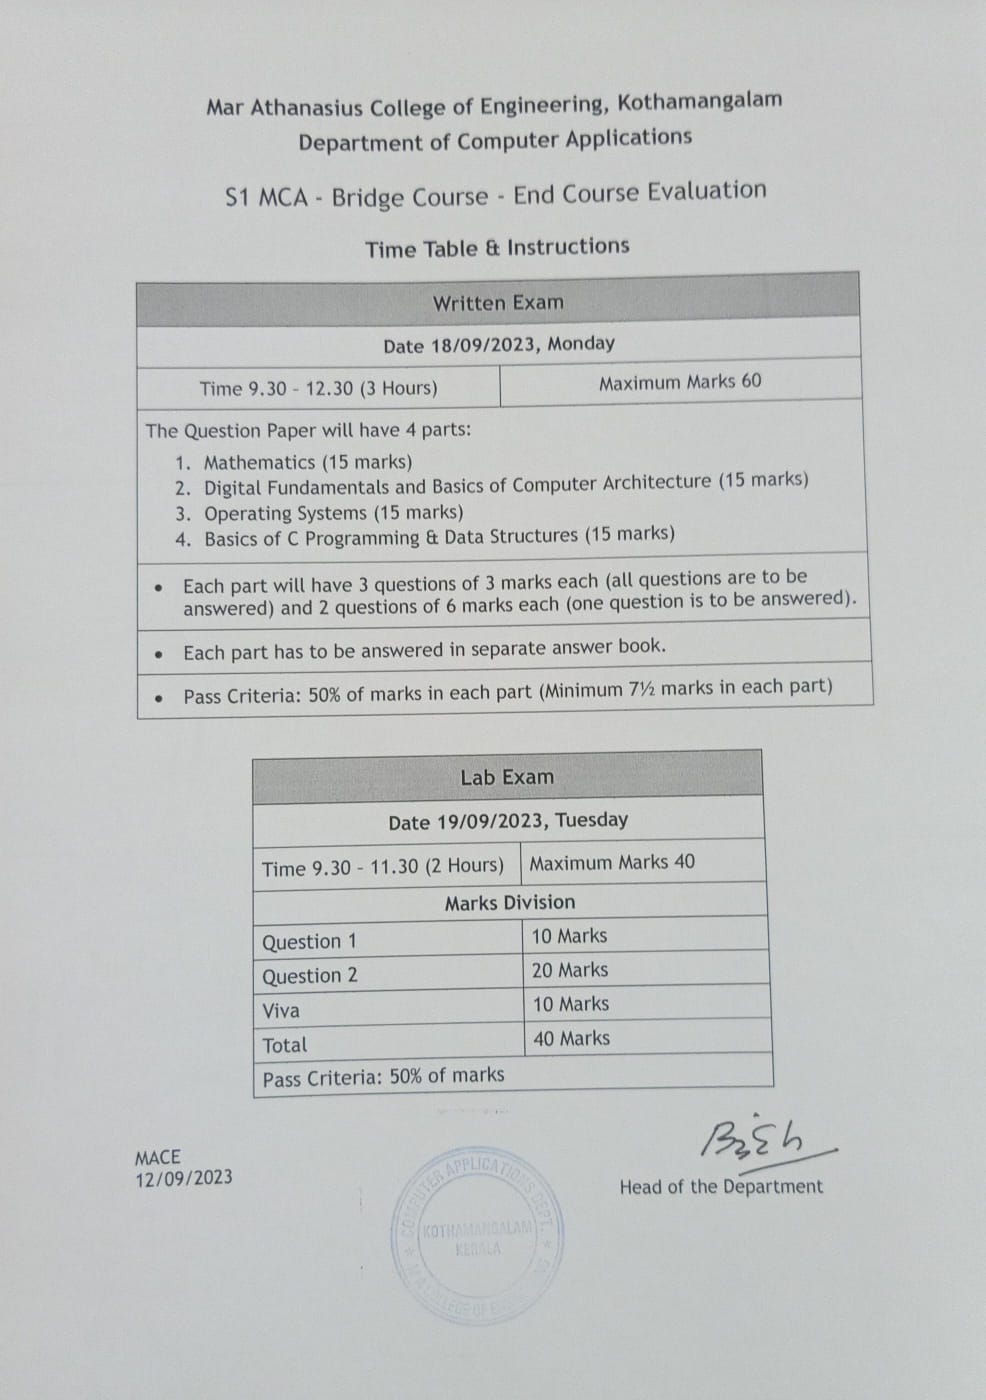 Mar Athanasius College of Engineering, Kothamangalam
Department of Computer Applications
S1 MCA - Bridge Course - End Course Evaluation
Time Table & Instructions
Written Exam
Date 18/09/2023, Monday
Time 9.30 - 12.30 (3 Hours)
Maximum Marks 60
The Question Paper will have 4 parts:
1. Mathematics (15 marks)
2. Digital Fundamentals and Basics of Computer Architecture (15 marks)
3. Operating Systems (15 marks)
4. Basics of C Programming & Data Structures (15 marks)
• Each part will have 3 questions of 3 marks each (all questions are to be
answered) and 2 questions of 6 marks each (one question is to be answered).
• Each part has to be answered in separate answer book.
• Pass Criteria: 50% of marks in each part (Minimum 7½ marks in each part)
Lab Exam
Date 19/09/2023, Tuesday
Time 9.30 - 11.30 (2 Hours)
Maximum Marks 40
Marks Division
Question 1
10 Marks
Question 2
20 Marks
Viva
10 Marks
Total
40 Marks
Pass Criteria: 50% of marks
MACE
12/09/2023
Head of the Department
COMPUTER APPLICATIONS DEPT.
KOTHAMANGALAM
KERALA
COLLEGE OF